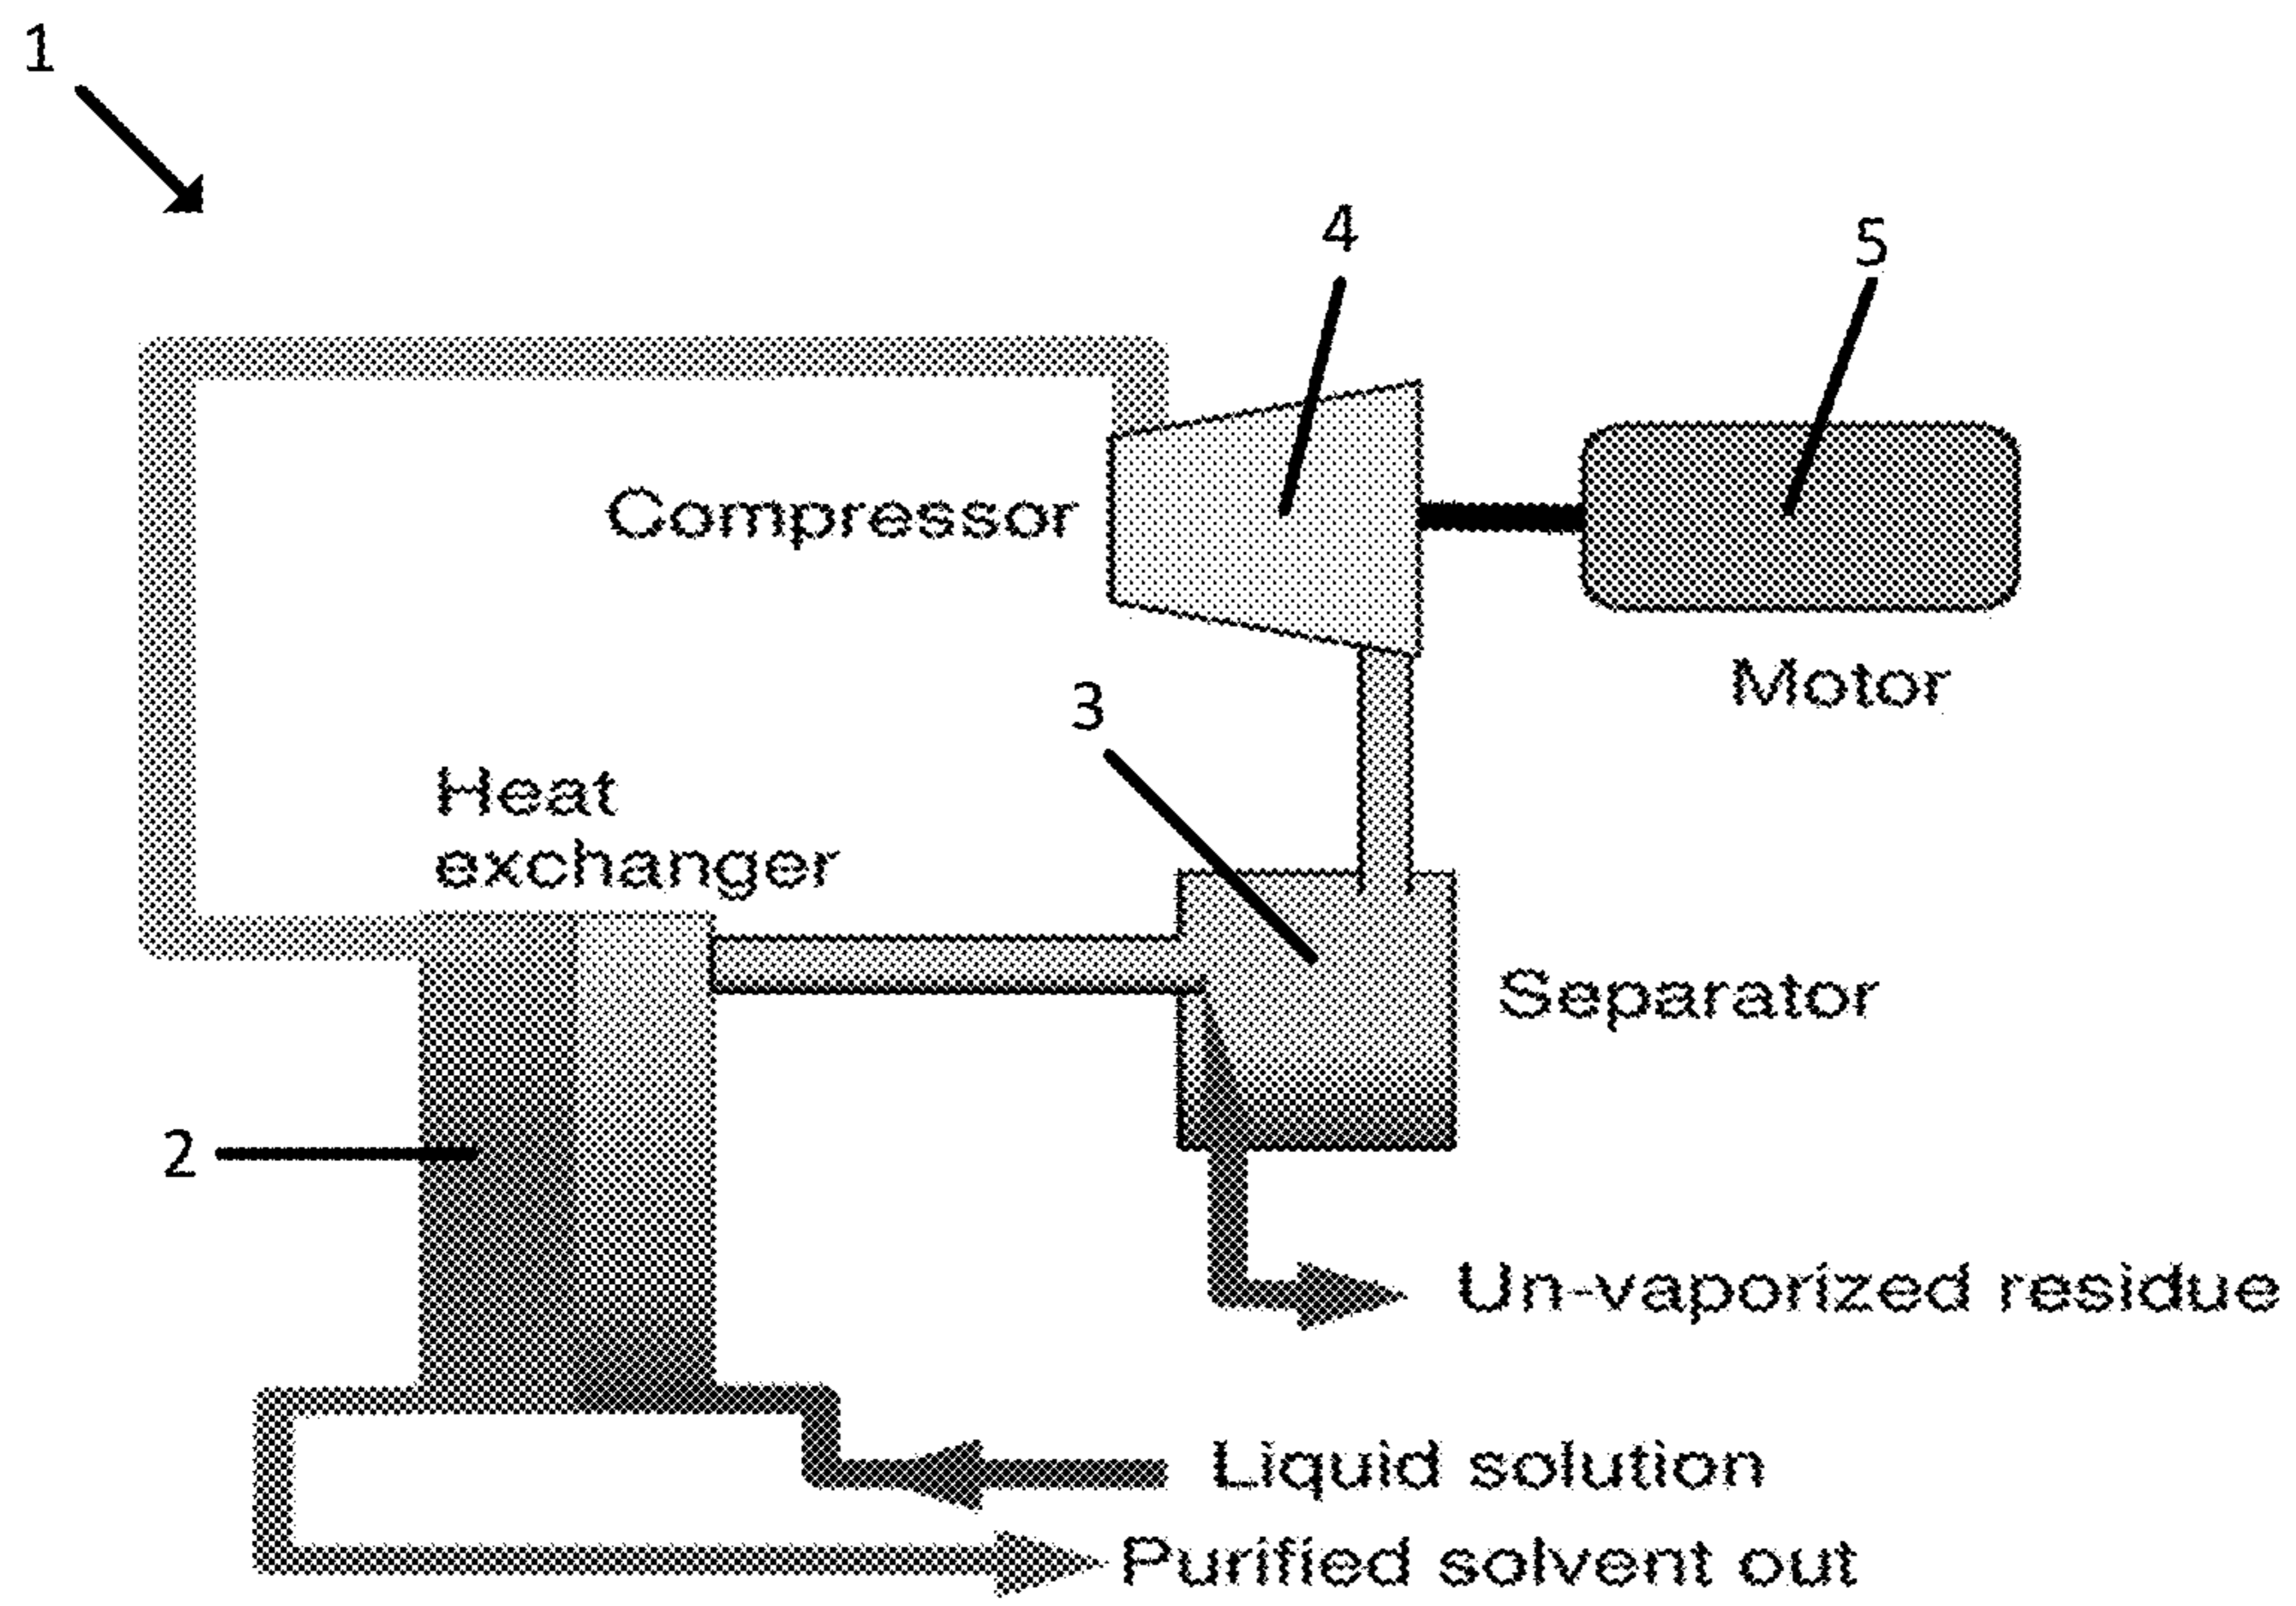 1
4
5
Compressor
Motor
3
Heat
exchanger
Separator
2
Un-vaporized residue
Liquid solution
Purified solvent out